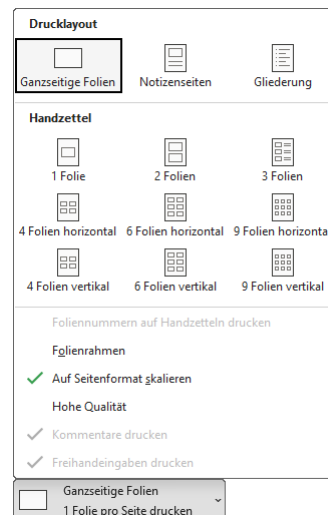 Drucklayout
Ganzseitige Folien Notizenseiten Gliederung
Handzettel
1 Folie 2 Folien 3 Folien
4 Folien horizontal 6 Folien horizontal 9 Folien horizonta
4 Folien vertikal 6 Folien vertikal 9 Folien vertikal
Foliennummern auf Handzetteln drucken
Folienrahmen
Auf Seitenformat skalieren
Hohe Qualität
Kommentare drucken
Freihandeingaben drucken
Ganzseitige Folien
1 Folie pro Seite drucken